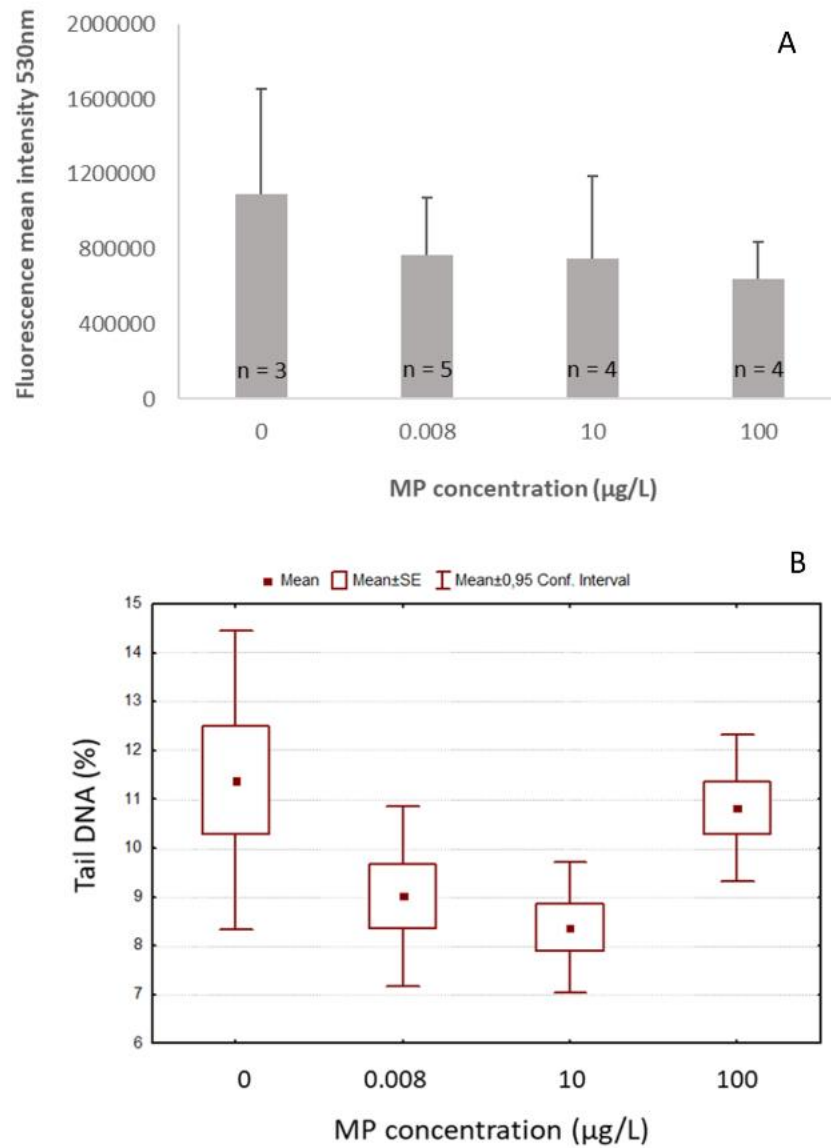 A
Fluorescence mean intensity 530nm
2000000
1600000
1200000
800000
400000
0
n = 3 n = 5 n = 4 n = 4
0 0.008 10 100
MP concentration (µg/L)
B
Mean Mean±SE Mean±0,95 Conf. Interval
Tail DNA (%)
15
14
13
12
11
10
9
8
7
6
0 0.008 10 100
MP concentration (µg/L)